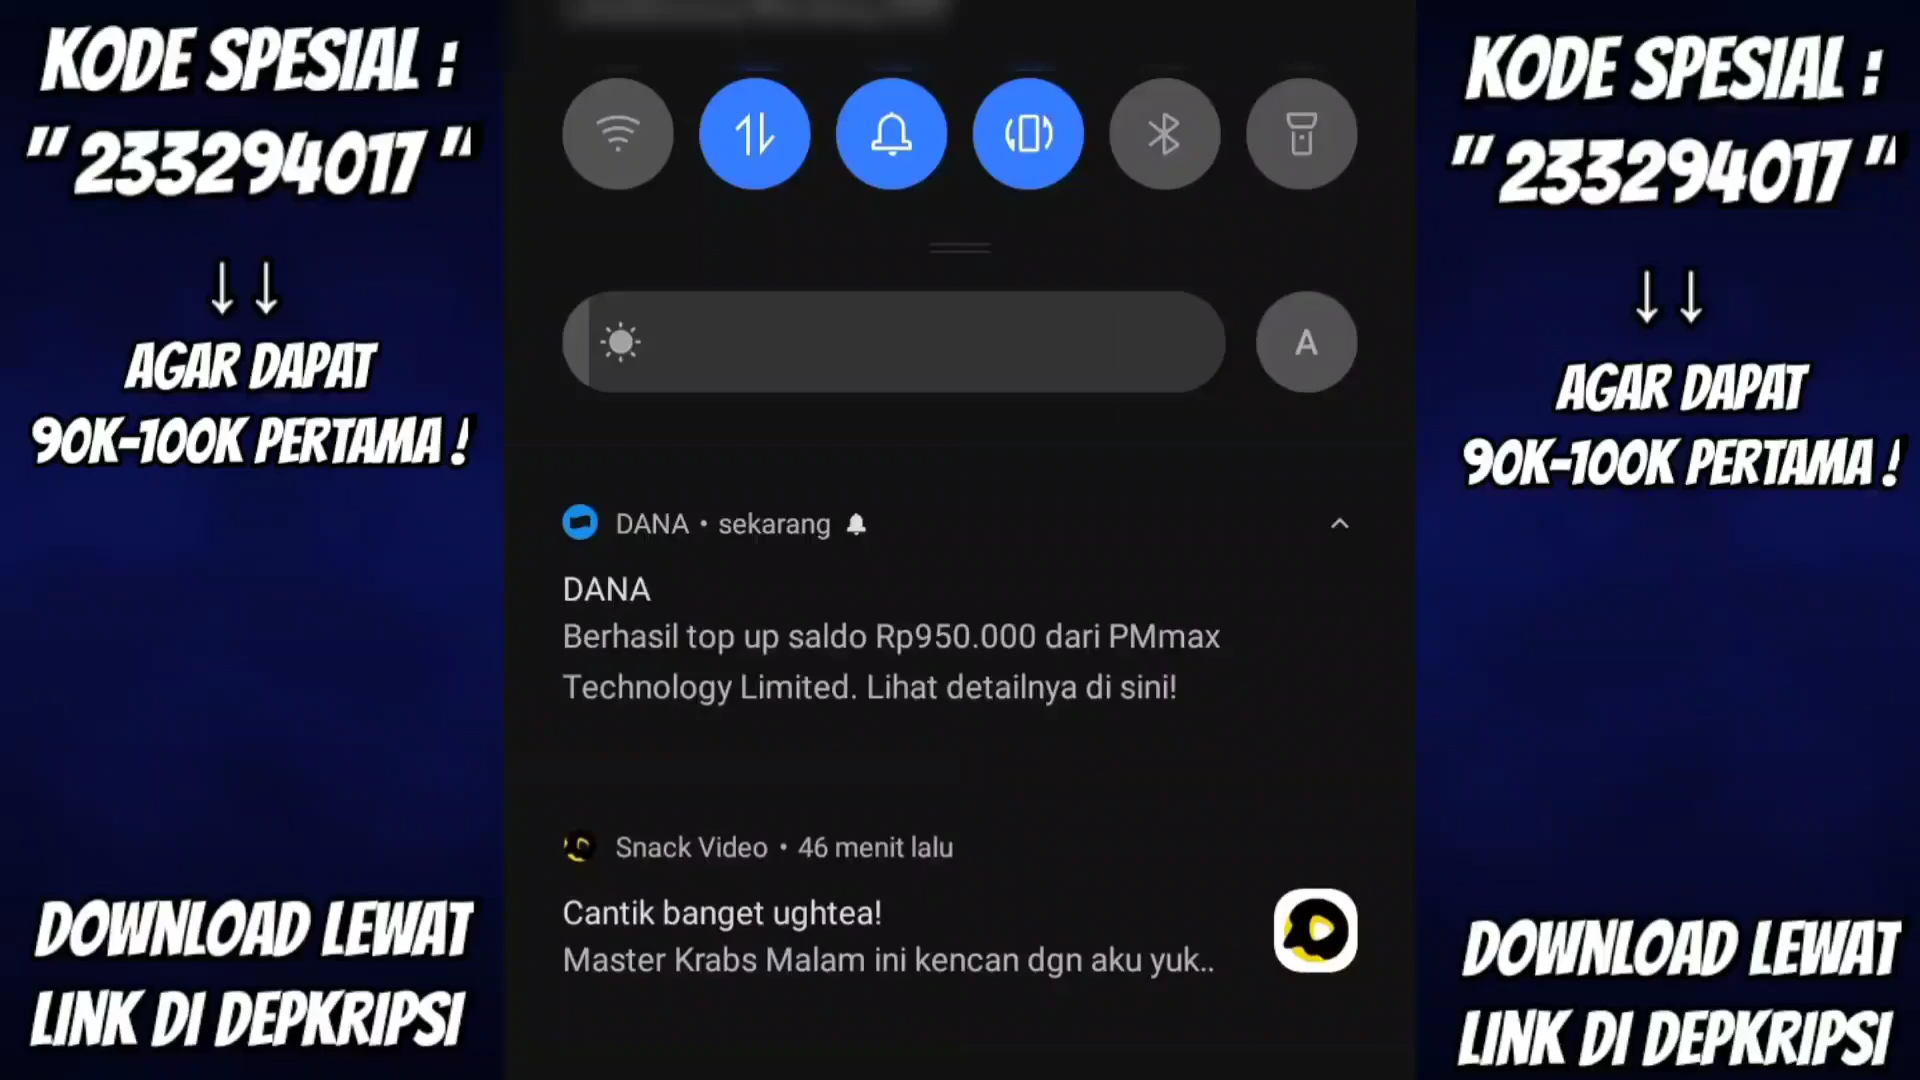 KODE SPESIAL :
" 233294017 "
↓↓
AGAR DAPAT
90K-100K PERTAMA !
DOWNLOAD LEWAT
LINK DI DEPKRIPSI
A
DANA • sekarang
DANA
Berhasil top up saldo Rp950.000 dari PMmax
Technology Limited. Lihat detailnya di sini!
Snack Video • 46 menit lalu
Cantik banget ughtea!
Master Krabs Malam ini kencan dgn aku yuk..
KODE SPESIAL :
" 233294017 "
↓↓
AGAR DAPAT
90K-100K PERTAMA !
DOWNLOAD LEWAT
LINK DI DEPKRIPSI